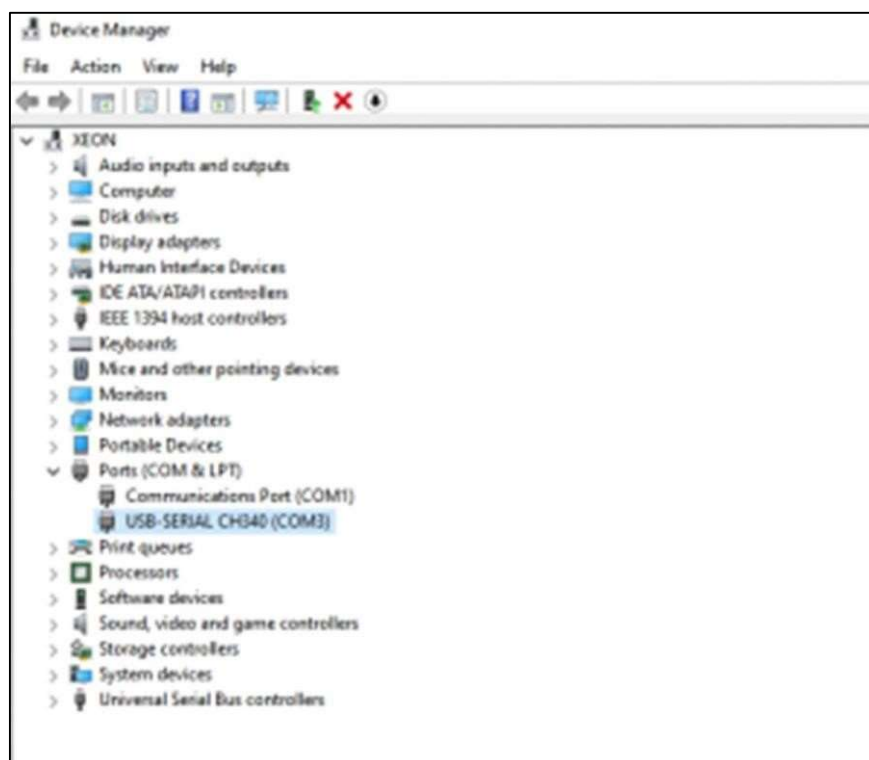 Device Manager
File Action View Help
XEON
Audio inputs and outputs
Computer
Disk drives
Display adapters
Human Interface Devices
IDE ATA/ATAPI controllers
IEEE 1394 host controllers
Keyboards
Mice and other pointing devices
Monitors
Network adapters
Portable Devices
Ports (COM & LPT)
Communications Port (COM1)
USB-SERIAL CH340 (COM3)
Print queues
Processors
Software devices
Sound, video and game controllers
Storage controllers
System devices
Universal Serial Bus controllers